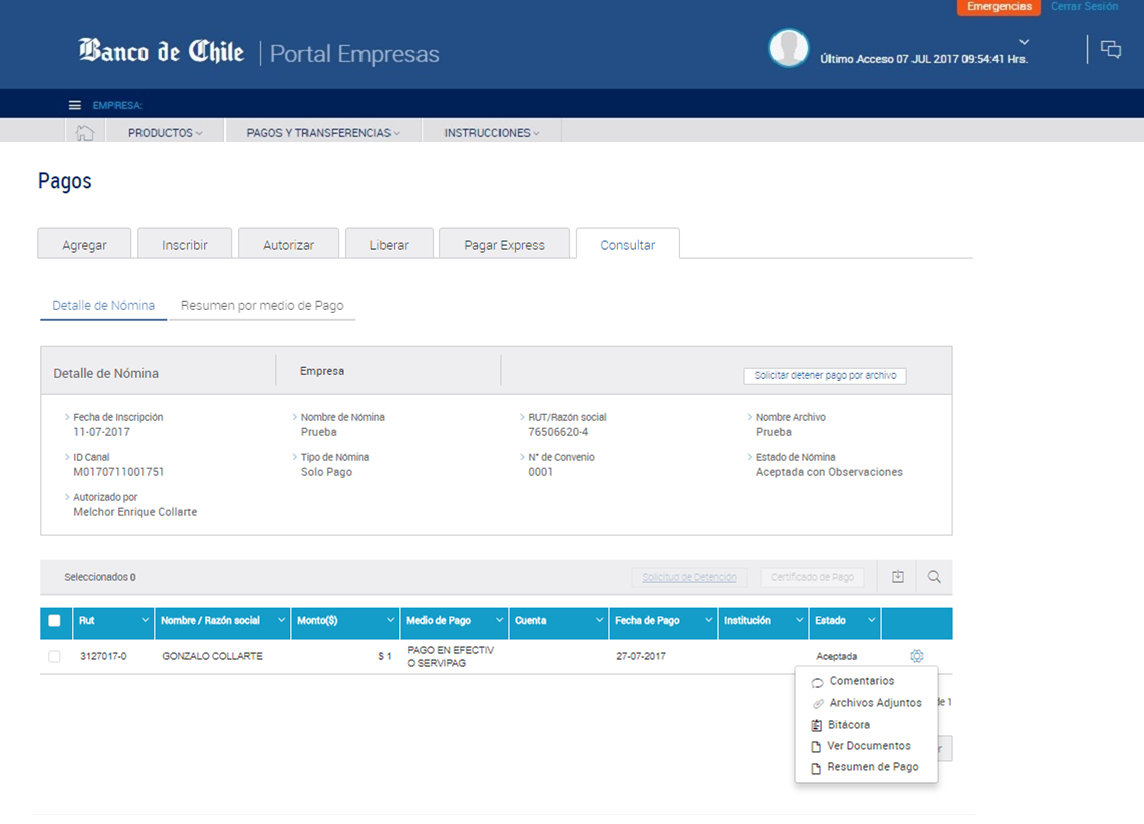 Emergencias Cerrar Sesión
Banco de Chile | Portal Empresas
Último Acceso 07 JUL 2017 09:54:41 Hrs.
EMPRESA:
PRODUCTOS PAGOS Y TRANSFERENCIAS INSTRUCCIONES
Pagos
Agregar Inscribir Autorizar Liberar Pagar Express Consultar
Detalle de Nómina Resumen por medio de Pago
Detalle de Nómina Empresa Solicitar detener pago por archivo
Fecha de Inscripción Nombre de Nómina RUT/Razón social Nombre Archivo
11-07-2017 Prueba 76506620-4 Prueba
ID Canal Tipo de Nómina N° de Convenio Estado de Nómina
M0170711001751 Solo Pago 0001 Aceptada con Observaciones
Autorizado por
Melchor Enrique Collarte
Seleccionados 0 Solicitud de Detención Certificado de Pago
Rut Nombre / Razón social Monto($) Medio de Pago Cuenta Fecha de Pago Institución Estado
3127017-0 GONZALO COLLARTE $ 1 PAGO EN EFECTIV 27-07-2017 Aceptada
O SERVIPAG
Comentarios
Archivos Adjuntos de 1
Bitácora
Ver Documentos
Resumen de Pago